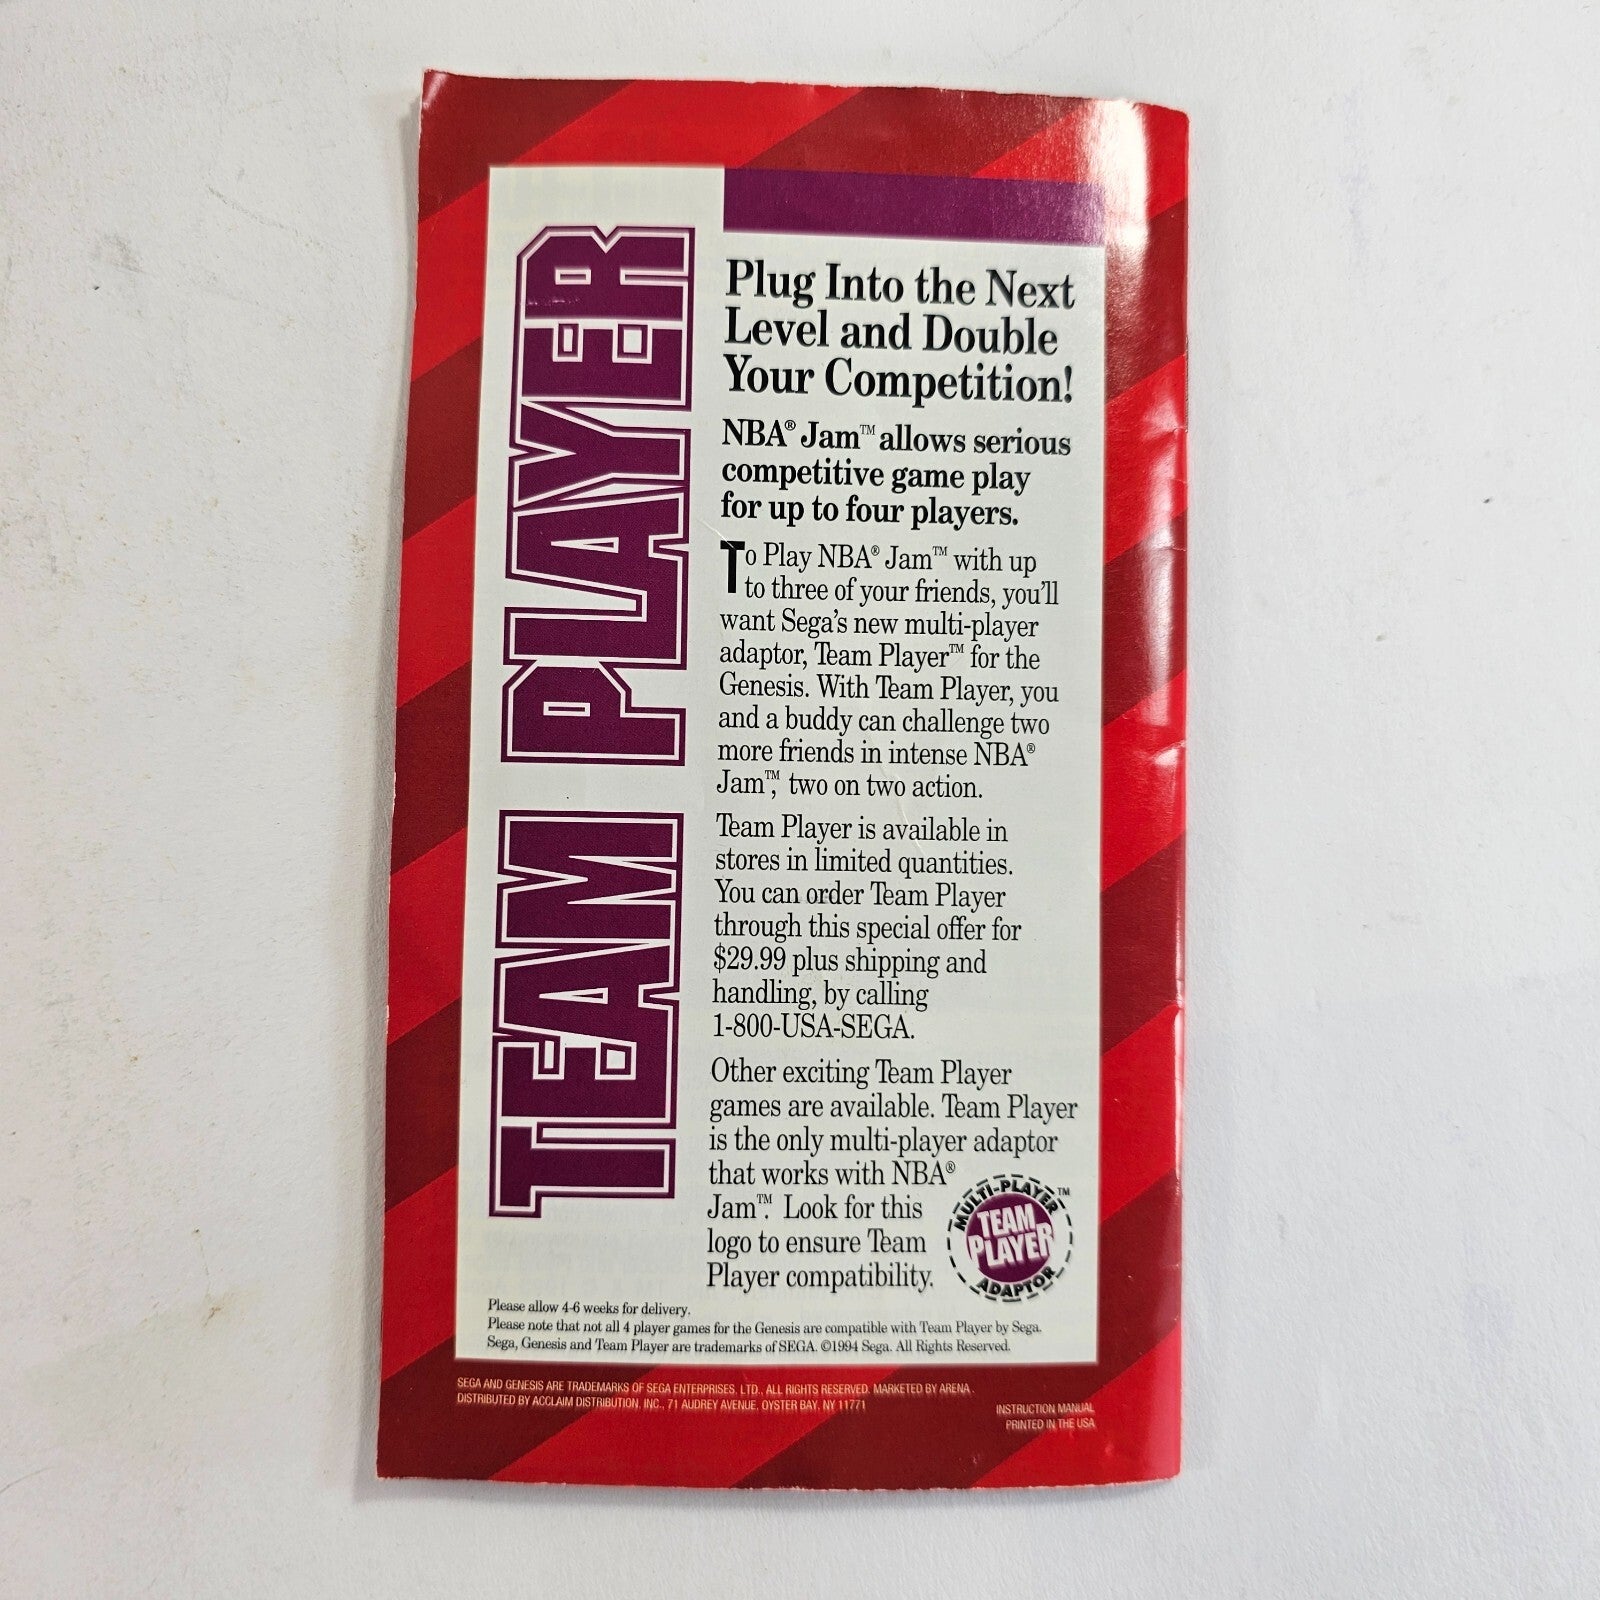 TEAM PLAYER
Plug Into the Next
Level and Double
Your Competition!
NBA® Jam™ allows serious
competitive game play
for up to four players.
To Play NBA® Jam™ with up
to three of your friends, you'll
want Sega's new multi-player
adaptor, Team Player™ for the
Genesis. With Team Player, you
and a buddy can challenge two
more friends in intense NBA®
Jam™, two on two action.
Team Player is available in
stores in limited quantities.
You can order Team Player
through this special offer for
$29.99 plus shipping and
handling, by calling
1-800-USA-SEGA.
Other exciting Team Player
games are available. Team Player
is the only multi-player adaptor
that works with NBA®
Jam™. Look for this
logo to ensure Team
Player compatibility.
MULTI-PLAYER™
TEAM
PLAYER
ADAPTOR
Please allow 4-6 weeks for delivery.
Please note that not all 4 player games for the Genesis are compatible with Team Player by Sega.
Sega, Genesis and Team Player are trademarks of SEGA. ©1994 Sega. All Rights Reserved.
SEGA AND GENESIS ARE TRADEMARKS OF SEGA ENTERPRISES, LTD., ALL RIGHTS RESERVED. MARKETED BY ARENA.
DISTRIBUTED BY ACCLAIM DISTRIBUTION, INC., 71 AUDREY AVENUE, OYSTER BAY, NY 11771
INSTRUCTION MANUAL
PRINTED IN THE USA